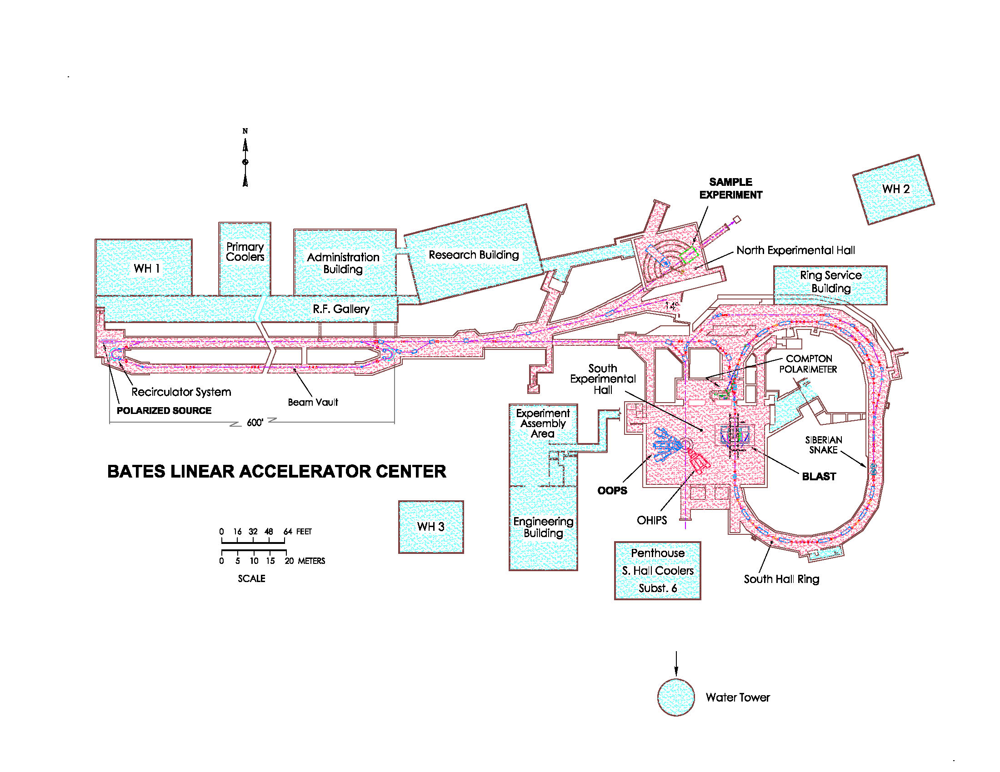 N
SAMPLE
EXPERIMENT
WH 2
Primary
Coolers
Administration
Building
Research Building
North Experimental Hall
WH 1
Ring Service
Building
R.F. Gallery
14°
COMPTON
POLARIMETER
South
Experimental
Hall
Recirculator System
Beam Vault
POLARIZED SOURCE
600'
Experiment
Assembly
Area
SIBERIAN
SNAKE
BATES LINEAR ACCELERATOR CENTER
BLAST
OOPS
OHIPS
WH 3
Engineering
Building
0 16 32 48 64 FEET
0 5 10 15 20 METERS
SCALE
Penthouse
S. Hall Coolers
Subst. 6
South Hall Ring
Water Tower